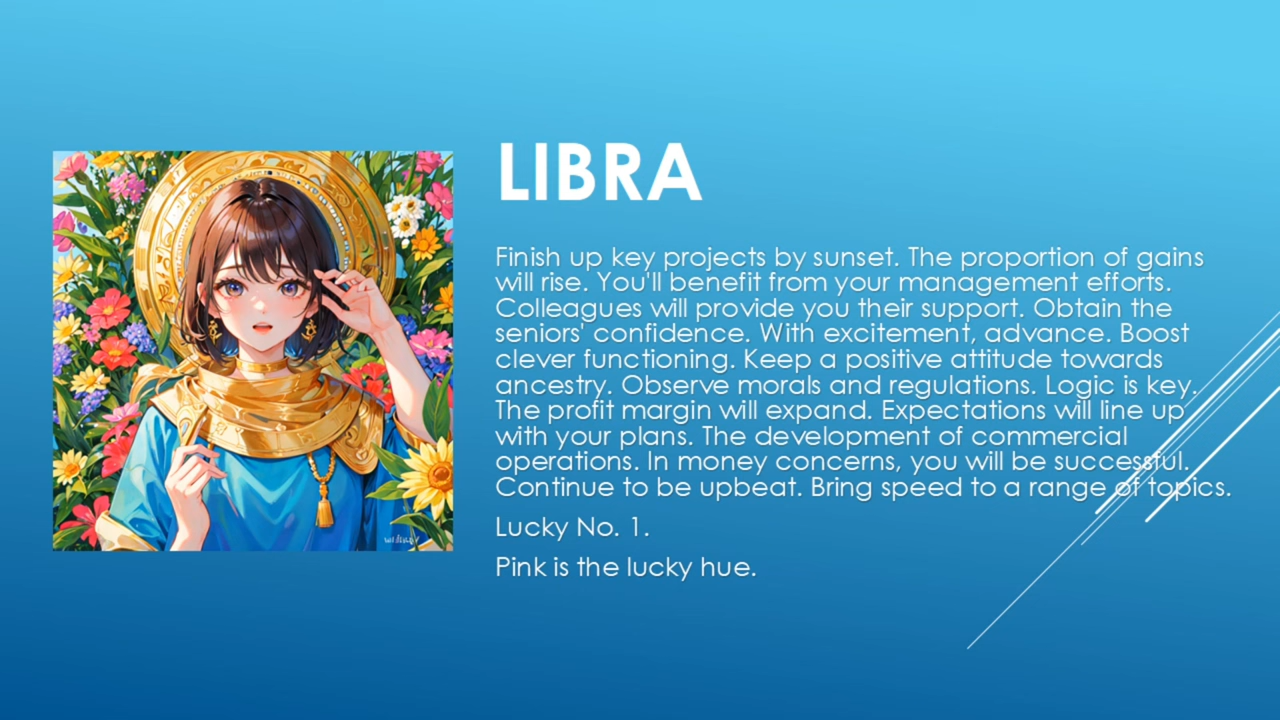 LIBRA
Finish up key projects by sunset. The proportion of gains
will rise. You'll benefit from your management efforts.
Colleagues will provide you their support. Obtain the
seniors' confidence. With excitement, advance. Boost
clever functioning. Keep a positive attitude towards
ancestry. Observe morals and regulations. Logic is key.
The profit margin will expand. Expectations will line up
with your plans. The development of commercial
operations. In money concerns, you will be successful.
Continue to be upbeat. Bring speed to a range of topics.
Lucky No. 1.
Pink is the lucky hue.